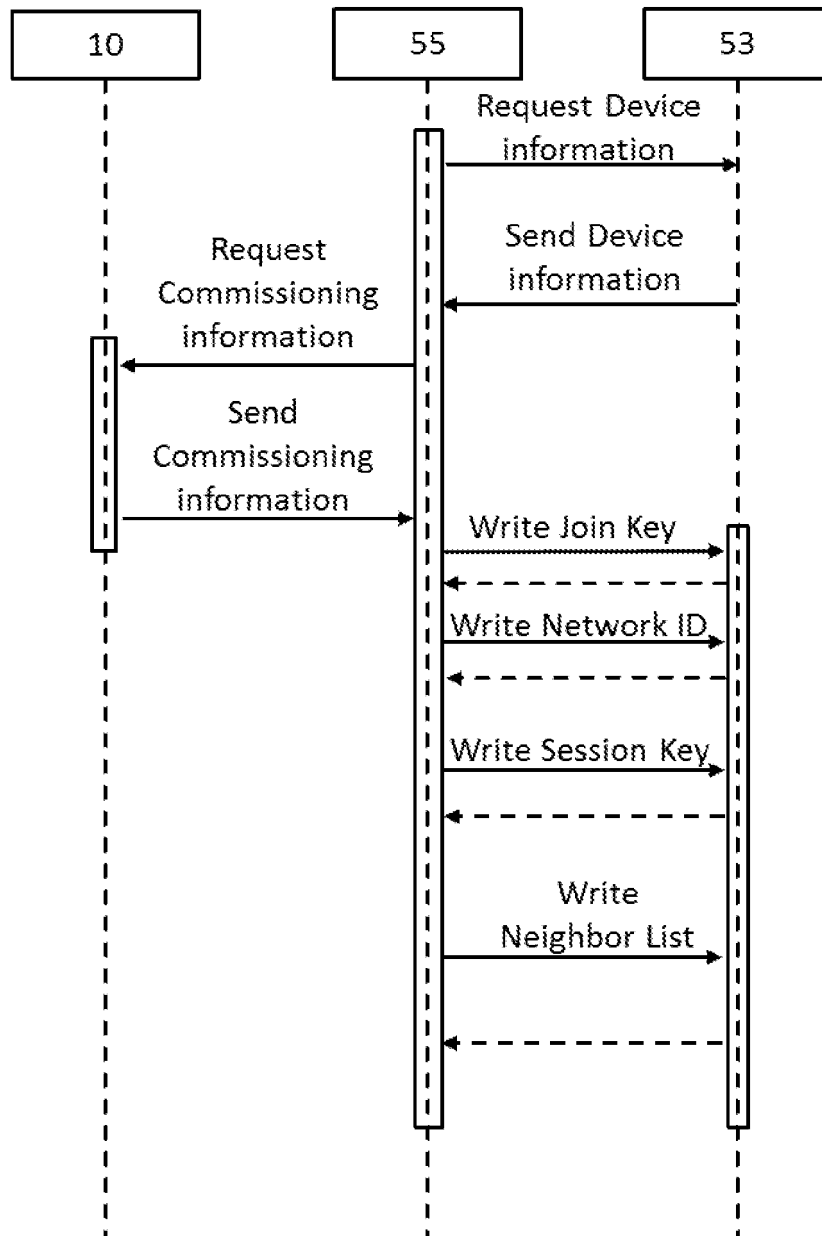 10
55
53
Request Device
information
Send Device
information
Request
Commissioning
information
Send
Commissioning
information
Write Join Key
Write Network ID
Write Session Key
Write
Neighbor List